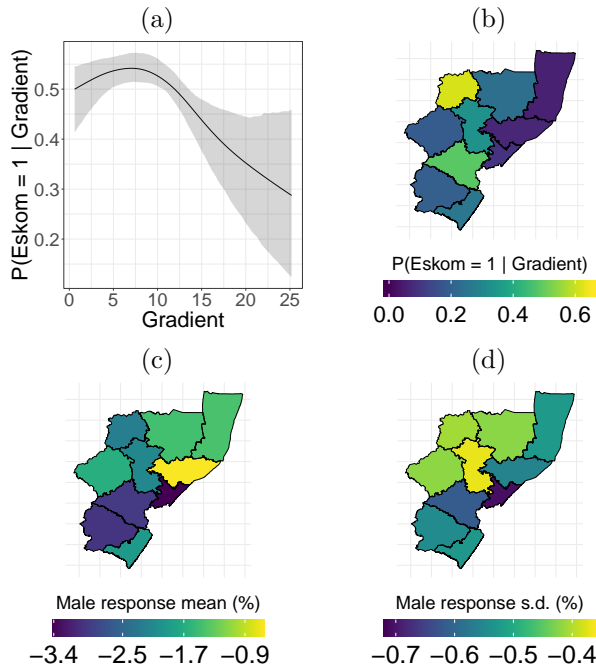 (a)
P(Eskom = 1 | Gradient)
0.5
0.4
0.3
0.2
0 5 10 15 20 25
Gradient
(b)
P(Eskom = 1 | Gradient)
0.0 0.2 0.4 0.6
(c)
Male response mean (%)
−3.4 −2.5 −1.7 −0.9
(d)
Male response s.d. (%)
−0.7 −0.6 −0.5 −0.4